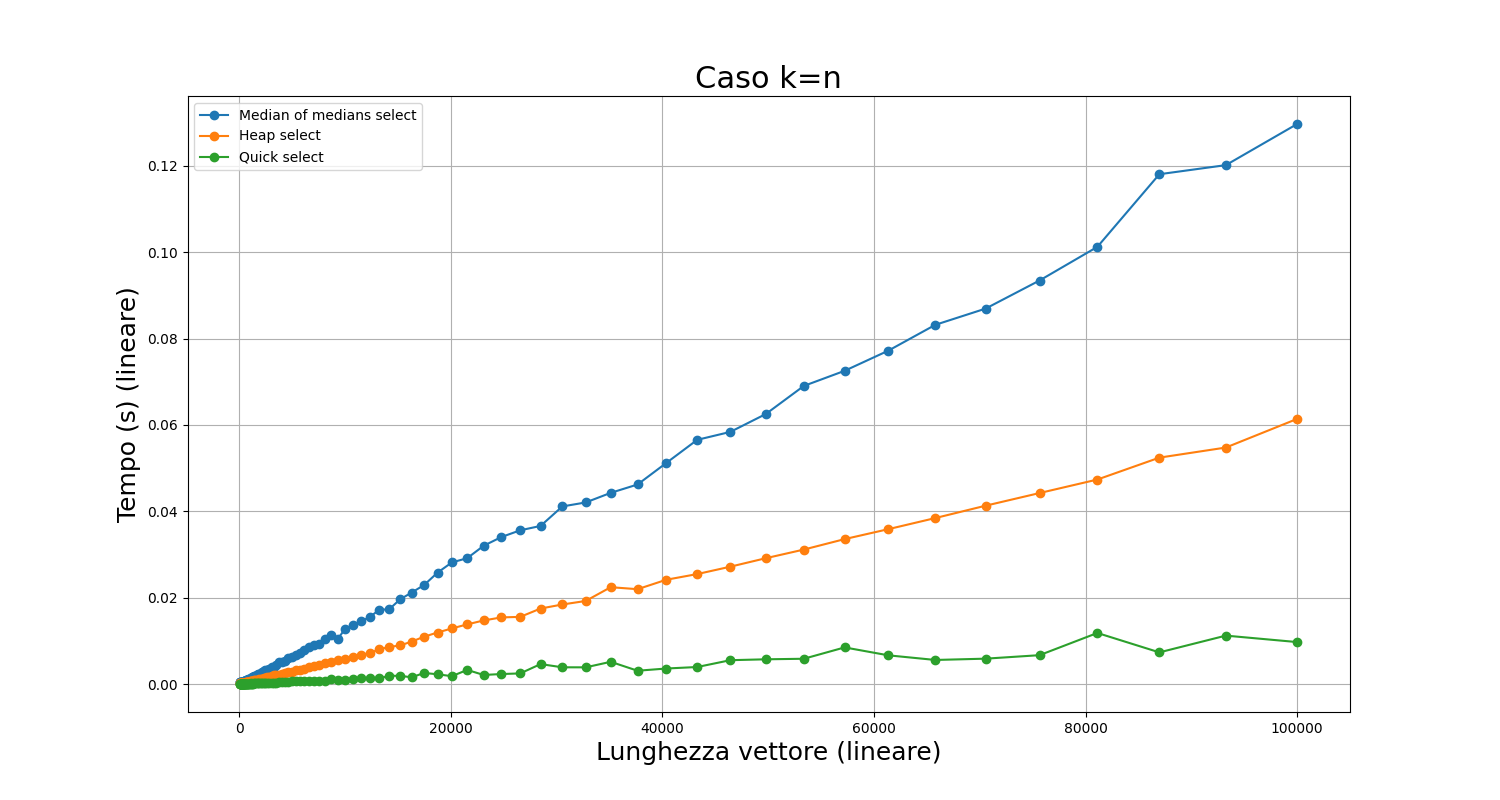 Caso k=n
Median of medians select
Heap select
Quick select
Tempo (s) (lineare)
0.12
0.10
0.08
0.06
0.04
0.02
0.00
0 20000 40000 60000 80000 100000
Lunghezza vettore (lineare)